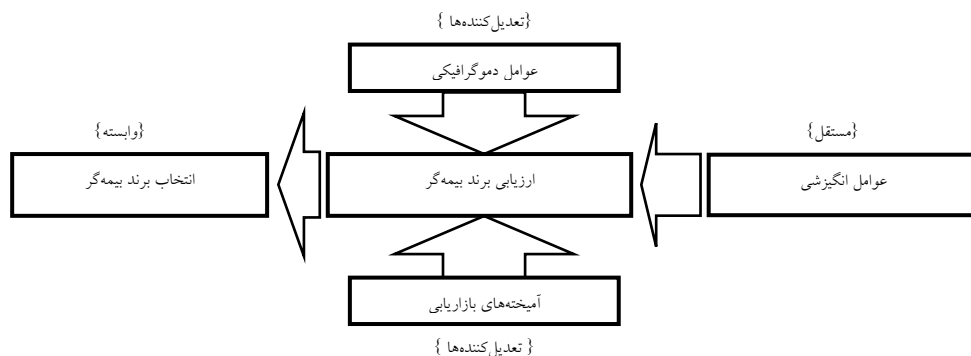 {تعدیل‌کننده‌ها }
عوامل دموگرافیکی
{مستقل}
{وابسته}
عوامل انگیزشی
ارزیابی برند بیمه‌گر
انتخاب برند بیمه‌گر
آمیخته‌های بازاریابی
{ تعدیل‌کننده‌ها }